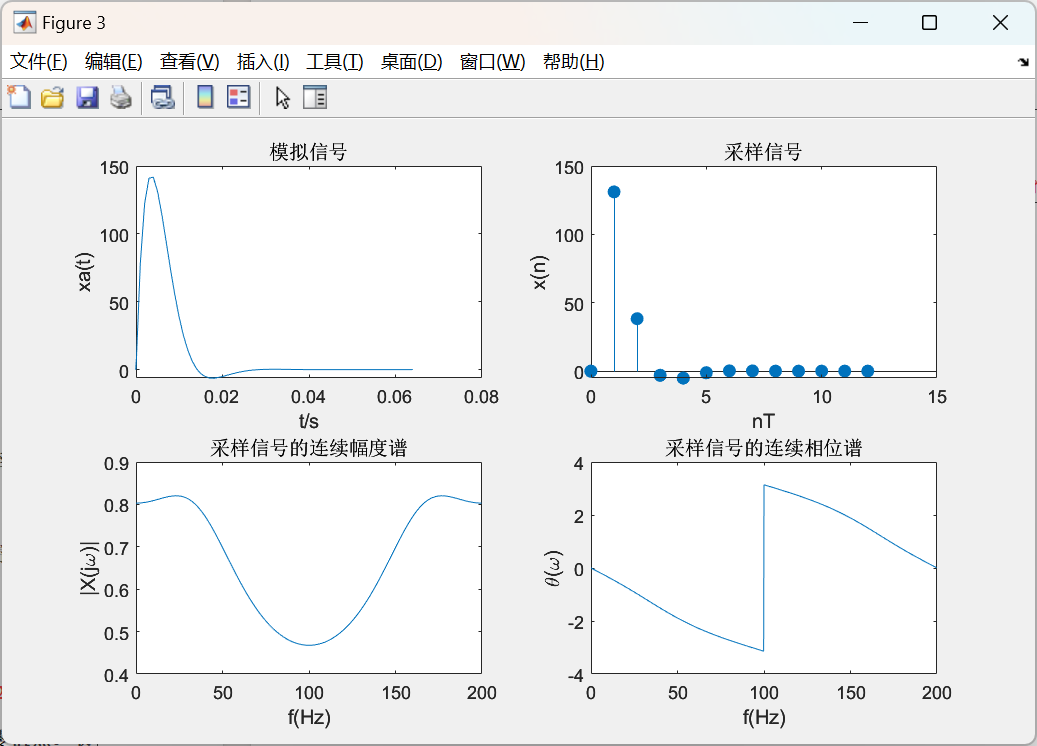 Figure 3
文件(F) 编辑(E) 查看(V) 插入(I) 工具(T) 桌面(D) 窗口(W) 帮助(H)
模拟信号
150
100
50
0
xa(t)
0 0.02 0.04 0.06 0.08
t/s
采样信号
150
100
50
0
x(n)
0 5 10 15
nT
采样信号的连续幅度谱
0.9
0.8
0.7
0.6
0.5
0.4
|X(jω)|
0 50 100 150 200
f(Hz)
采样信号的连续相位谱
4
2
0
-2
-4
θ(ω)
0 50 100 150 200
f(Hz)